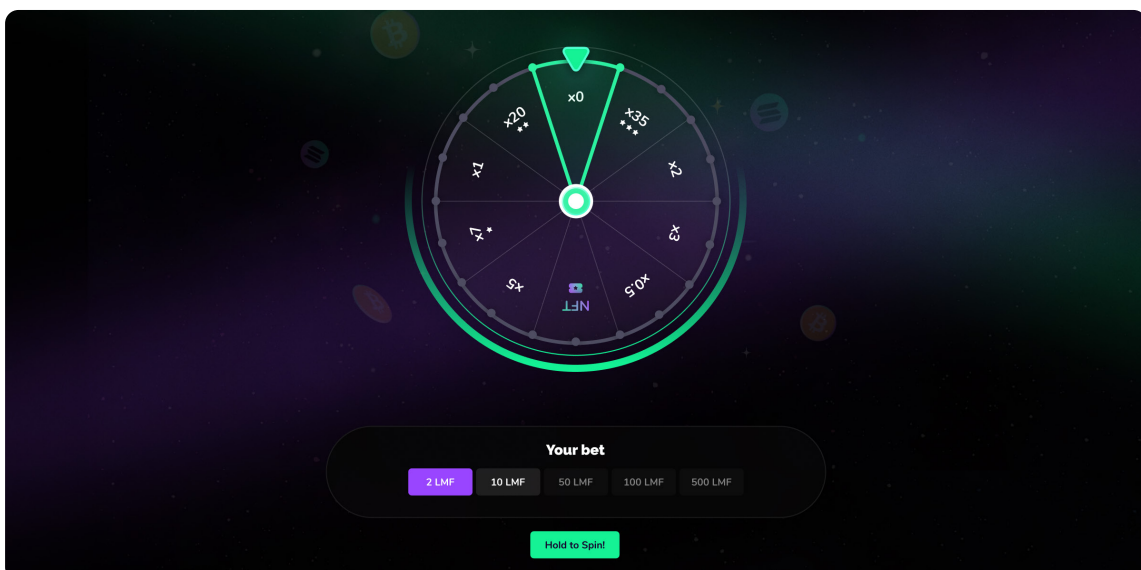 x0
x35
x2
x3
x0.5
NFT
x5
x7
x1
x20
Your bet
2 LMF
10 LMF
50 LMF
100 LMF
500 LMF
Hold to Spin!